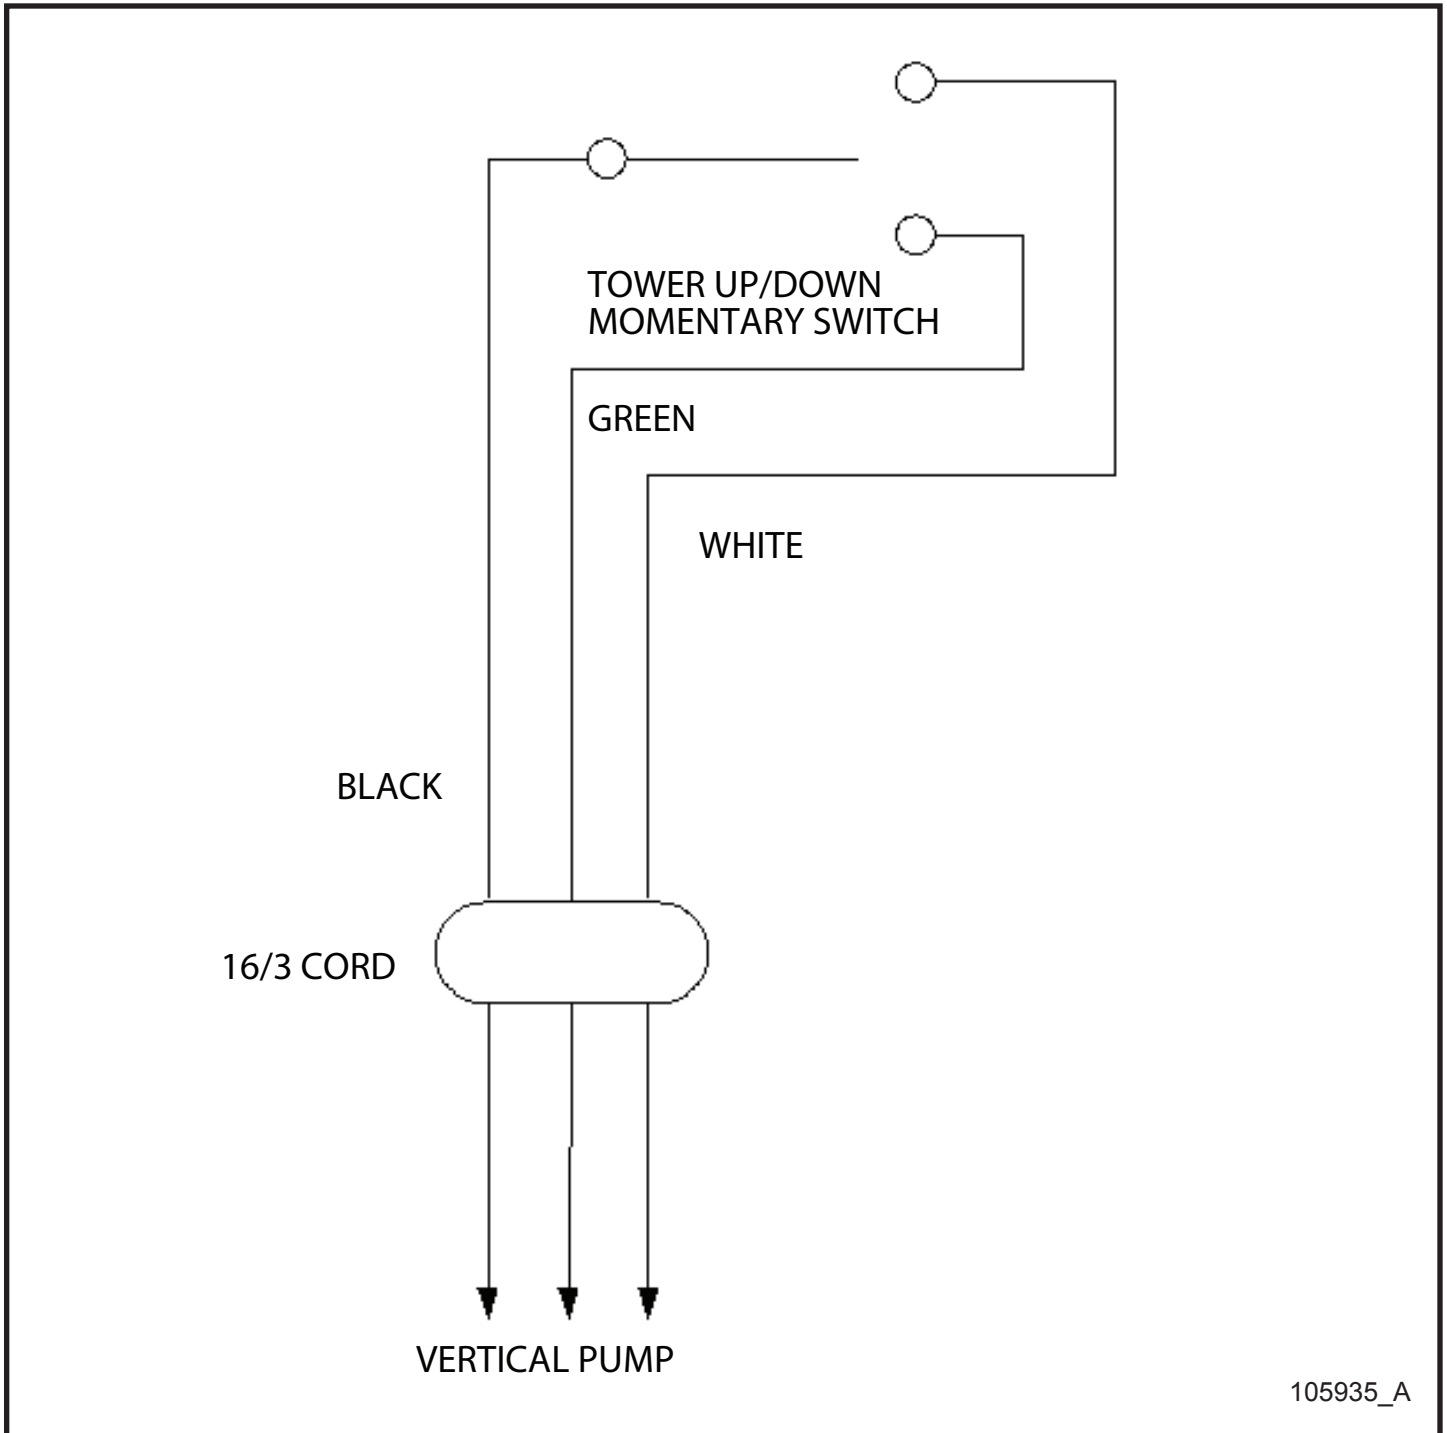 TOWER UP/DOWN
MOMENTARY SWITCH
GREEN
WHITE
BLACK
16/3 CORD
VERTICAL PUMP
105935_A